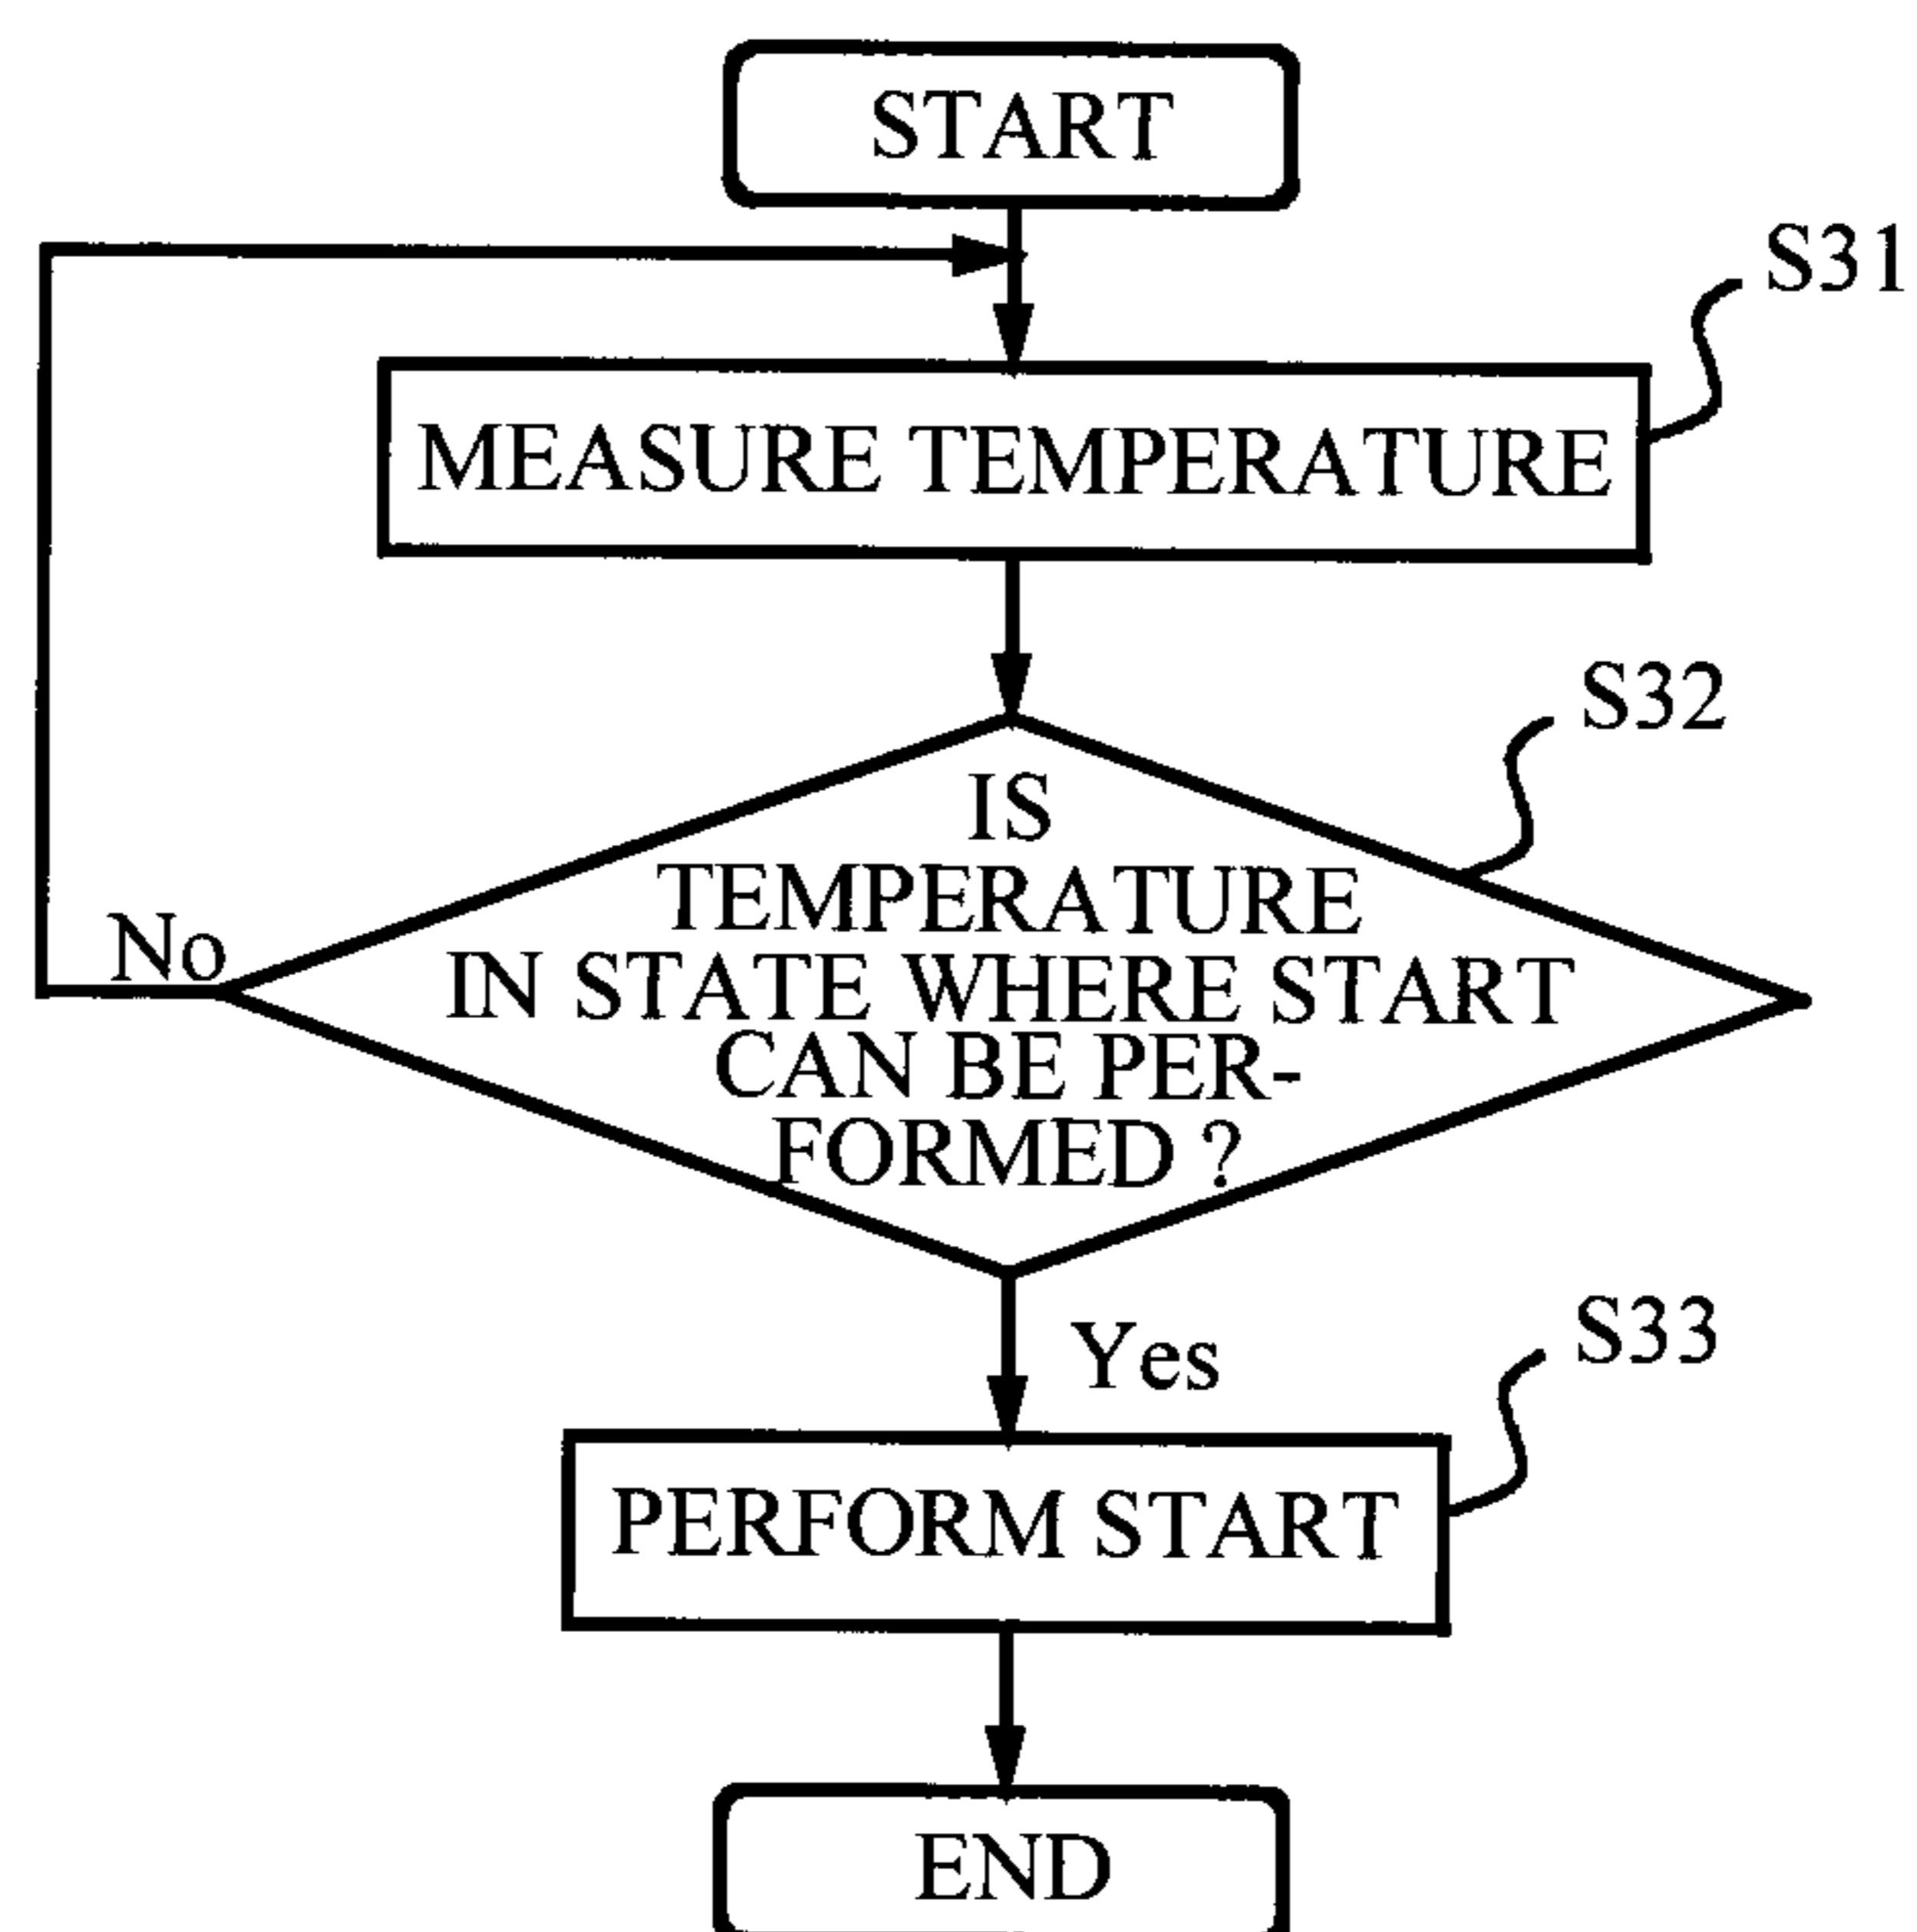 START
S31
MEASURE TEMPERATURE
S32
IS
TEMPERATURE
IN STATE WHERE START
CAN BE PER-
FORMED ?
No
Yes
S33
PERFORM START
END